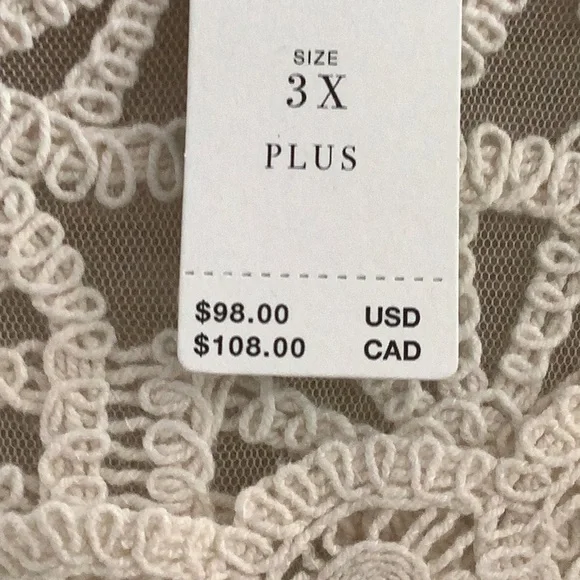 SIZE
3X
PLUS
$98.00 USD
$108.00 CAD